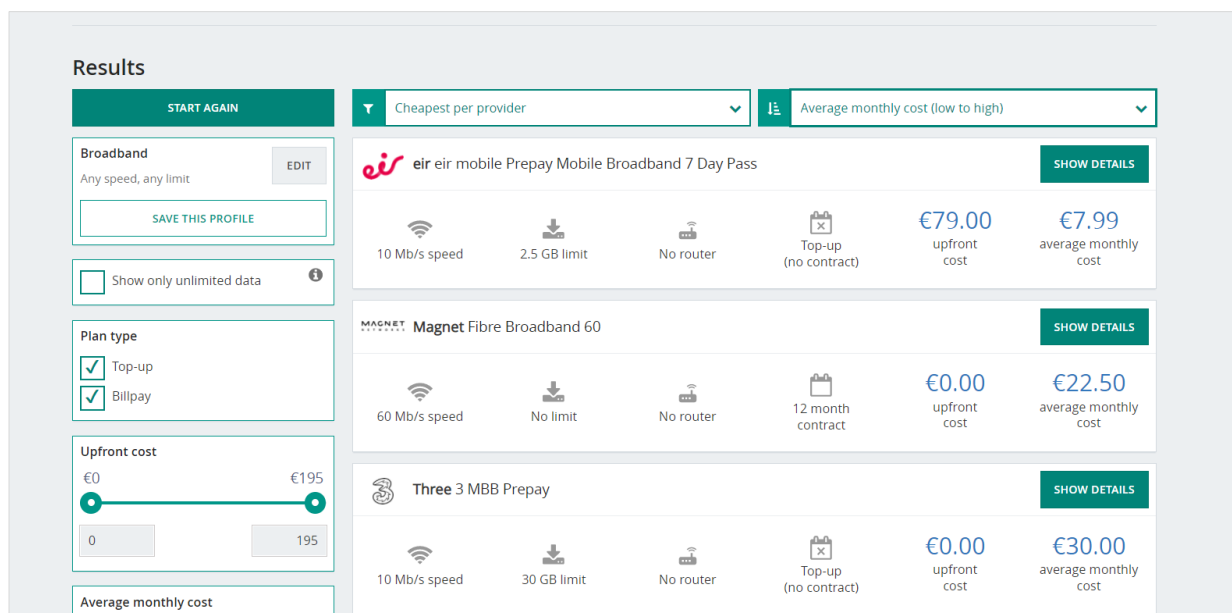 Results
START AGAIN
Cheapest per provider
Average monthly cost (low to high)
Broadband
Any speed, any limit
EDIT
SAVE THIS PROFILE
Show only unlimited data
Plan type
Top-up
Billpay
Upfront cost
€0
€195
0
195
Average monthly cost
eir
eir eir mobile Prepay Mobile Broadband 7 Day Pass
SHOW DETAILS
10 Mb/s speed
2.5 GB limit
No router
Top-up
(no contract)
€79.00
upfront
cost
€7.99
average monthly
cost
MAGNET
NETWORKS
Magnet Fibre Broadband 60
SHOW DETAILS
60 Mb/s speed
No limit
No router
12 month
contract
€0.00
upfront
cost
€22.50
average monthly
cost
3
Three 3 MBB Prepay
SHOW DETAILS
10 Mb/s speed
30 GB limit
No router
Top-up
(no contract)
€0.00
upfront
cost
€30.00
average monthly
cost